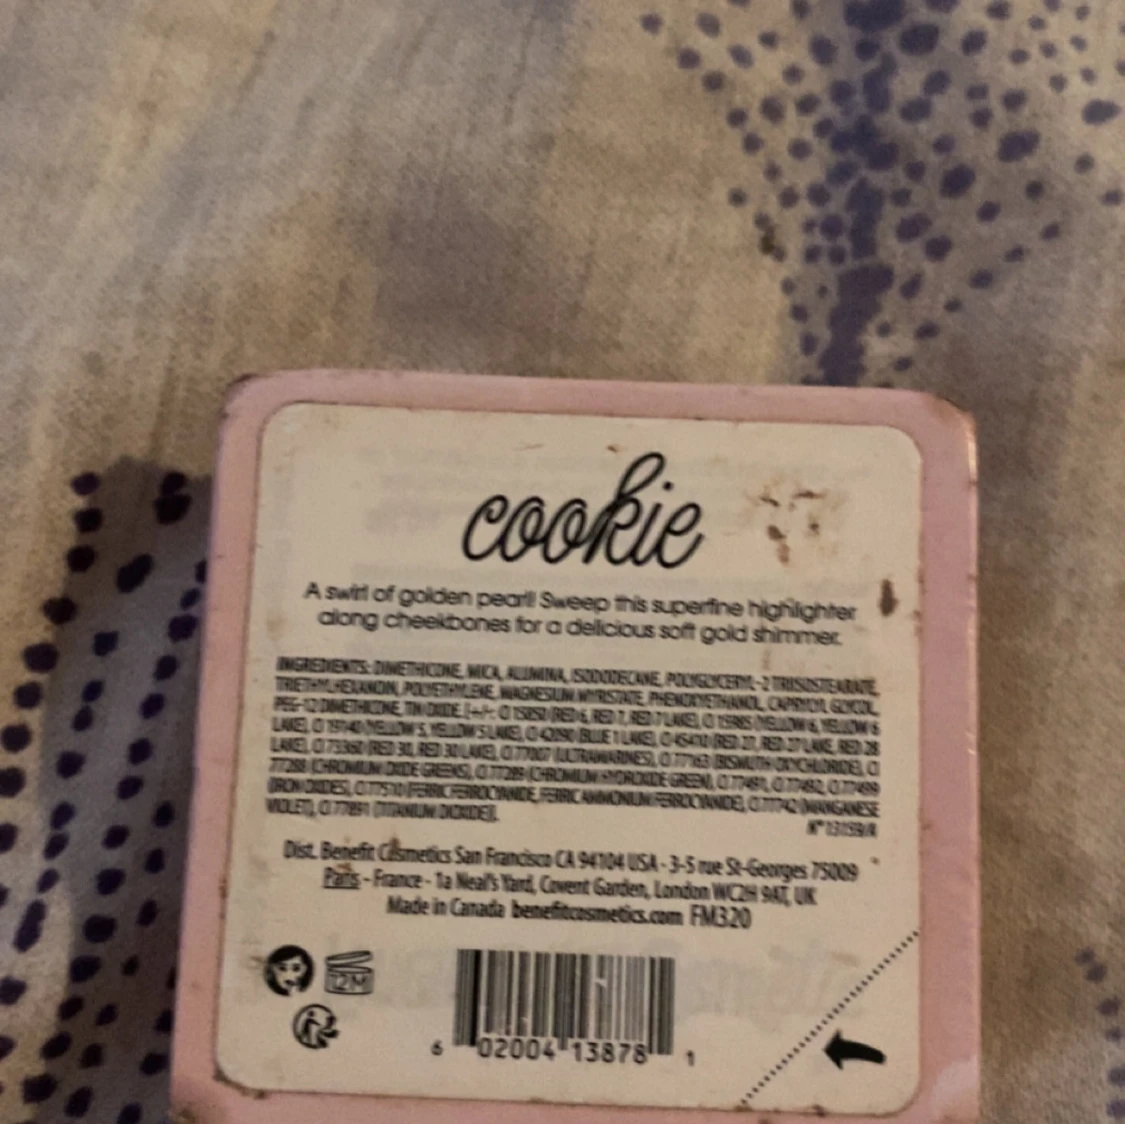 cookie
A swirl of golden pearl! Sweep this superfine highlighter
along cheekbones for a delicious soft gold shimmer.
INGREDIENTS: DIMETHICONE, MICA, ALUMINA, ISODODECANE, POLYGLYCERYL-2 TRIISOSTEARATE,
TRIETHYLHEXANOIN, POLYETHYLENE, MAGNESIUM MYRISTATE, PHENOXYETHANOL, CAPRYLYL GLYCOL,
PEG-12 DIMETHICONE, TIN OXIDE. [+/-: CI 15850 (RED 6, RED 7, RED 7 LAKE), CI 15985 (YELLOW 6, YELLOW 6
LAKE), CI 19140 (YELLOW 5, YELLOW 5 LAKE), CI 42090 (BLUE 1 LAKE), CI 45410 (RED 27, RED 27 LAKE, RED 28
LAKE), CI 73360 (RED 30, RED 30 LAKE), CI 77007 (ULTRAMARINES), CI 77163 (BISMUTH OXYCHLORIDE), CI
77288 (CHROMIUM OXIDE GREENS), CI 77289 (CHROMIUM HYDROXIDE GREEN), CI 77491, CI 77492, CI 77499
(IRON OXIDES), CI 77510 (FERRIC FERROCYANIDE, FERRIC AMMONIUM FERROCYANIDE), CI 77742 (MANGANESE
VIOLET), CI 77891 (TITANIUM DIOXIDE)].
N° 13159/A
Dist. Benefit Cosmetics San Francisco CA 94104 USA - 3-5 rue St-Georges 75009
Paris - France - 1a Neal's Yard, Covent Garden, London WC2H 9AT, UK
Made in Canada benefitcosmetics.com FM320
12M
6 02004 13878 1